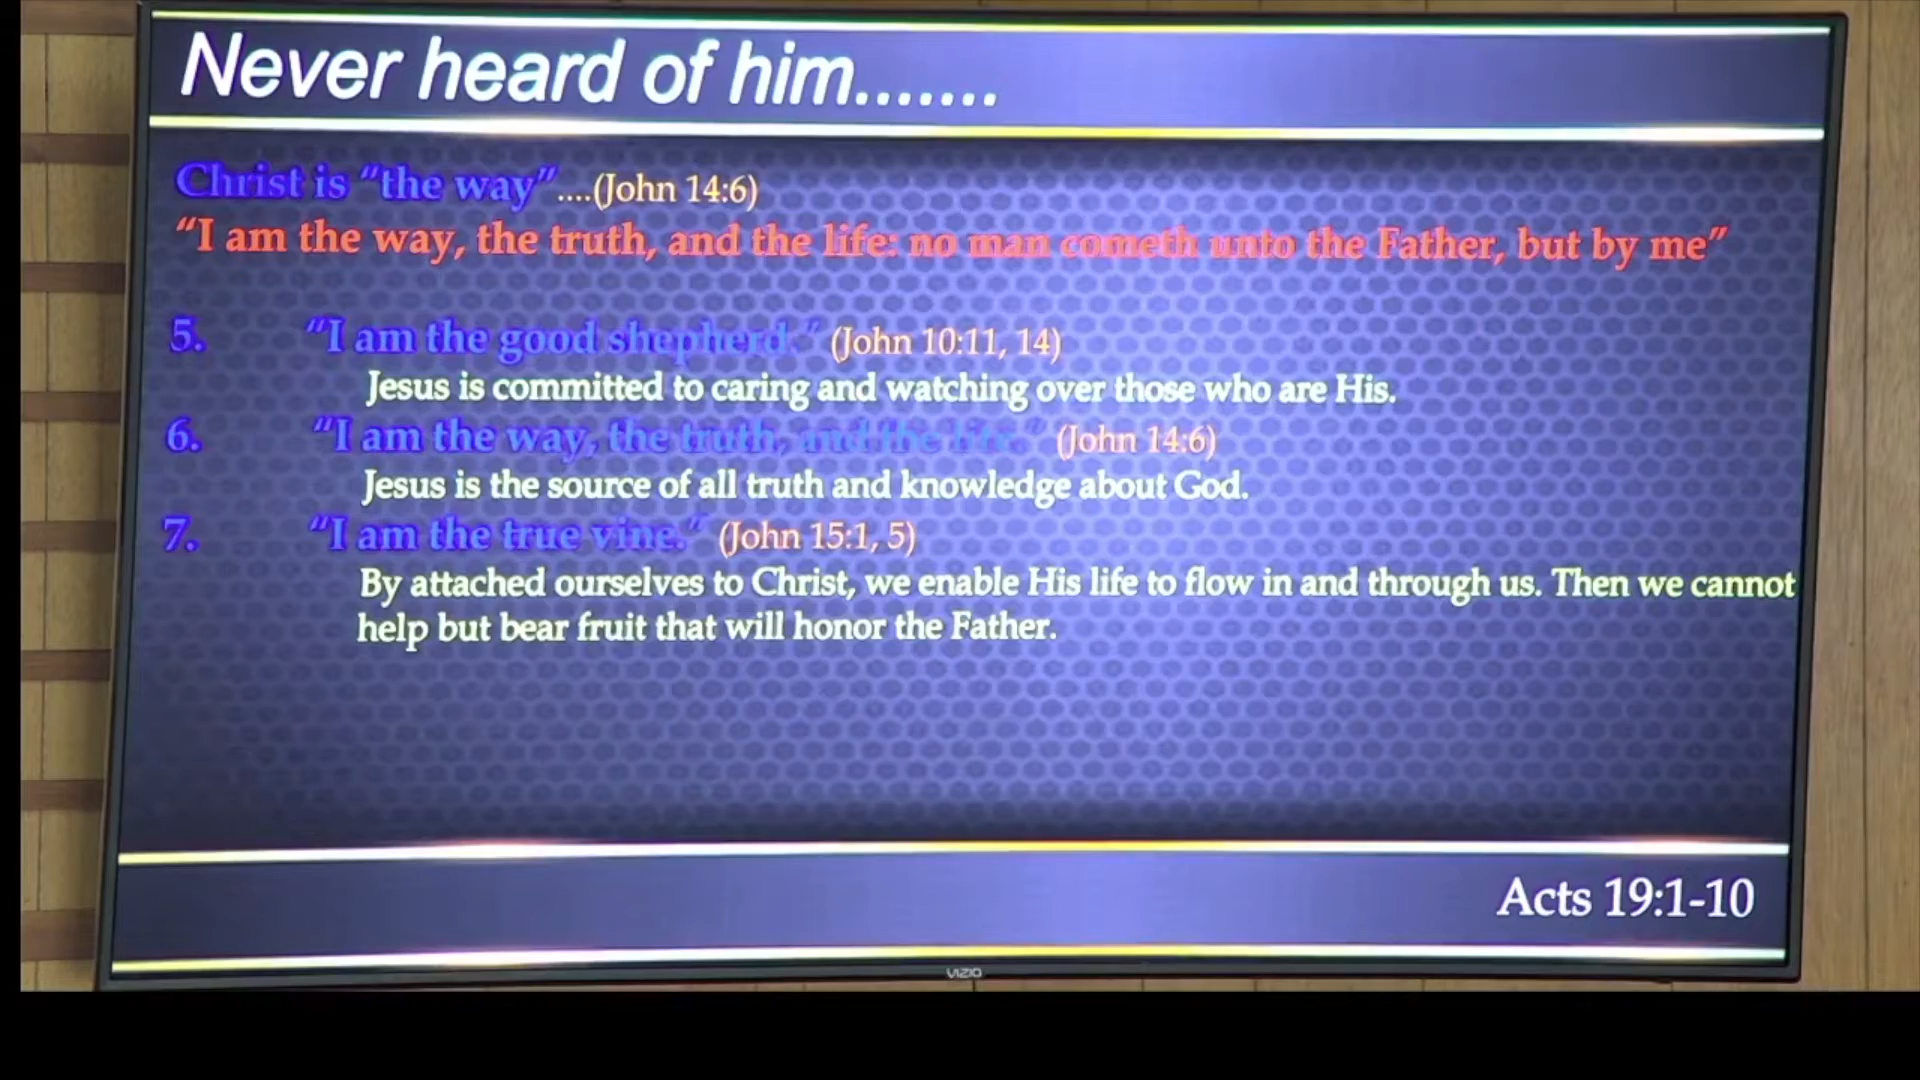 Never heard of him.......
Christ is “the way”....(John 14:6)
“I am the way, the truth, and the life: no man cometh unto the Father, but by me”
5. “I am the good shepherd.” (John 10:11, 14)
Jesus is committed to caring and watching over those who are His.
6. “I am the way, the truth, and the life.” (John 14:6)
Jesus is the source of all truth and knowledge about God.
7. “I am the true vine.” (John 15:1, 5)
By attached ourselves to Christ, we enable His life to flow in and through us. Then we cannot
help but bear fruit that will honor the Father.
Acts 19:1-10
VIZIO